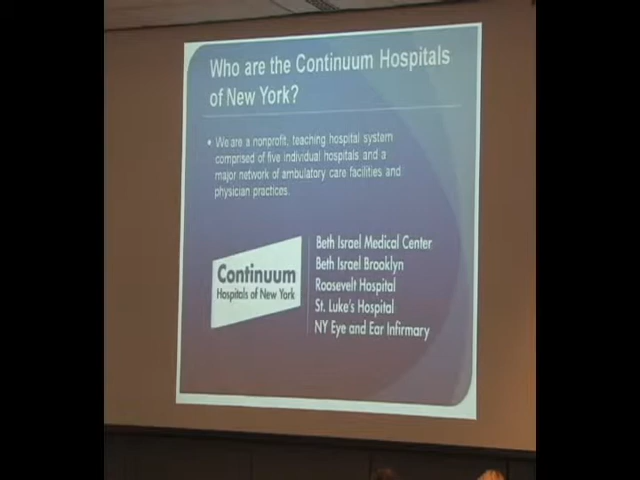 Who are the Continuum Hospitals
of New York?
• We are a nonprofit, teaching hospital system
comprised of five individual hospitals and a
major network of ambulatory care facilities and
physician practices.
Continuum
Hospitals of New York
Beth Israel Medical Center
Beth Israel Brooklyn
Roosevelt Hospital
St. Luke's Hospital
NY Eye and Ear Infirmary